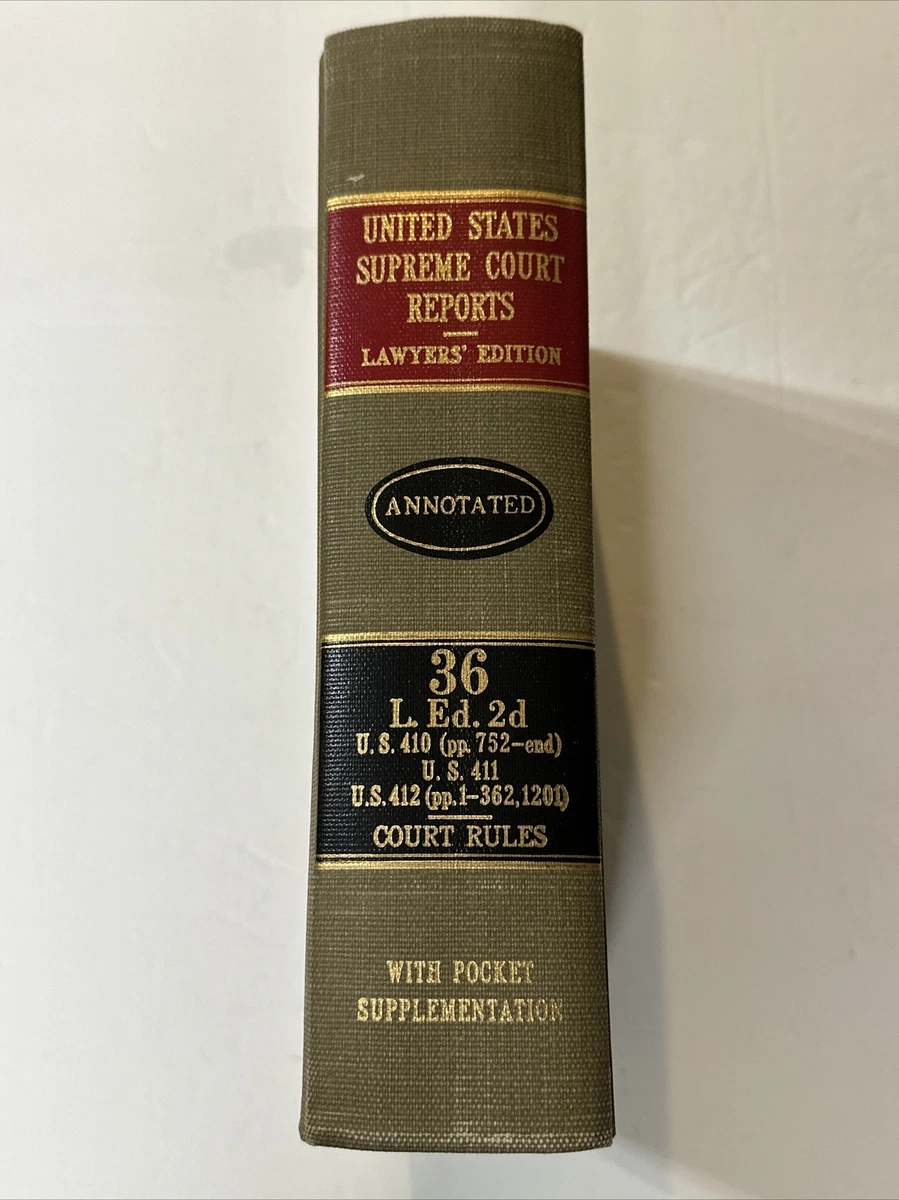 UNITED STATES
SUPREME COURT
REPORTS
LAWYERS' EDITION
ANNOTATED
36
L. Ed. 2d
U. S. 410 (pp. 752–end)
U. S. 411
U.S. 412 (pp. 1–362, 1201)
COURT RULES
WITH POCKET
SUPPLEMENTATION